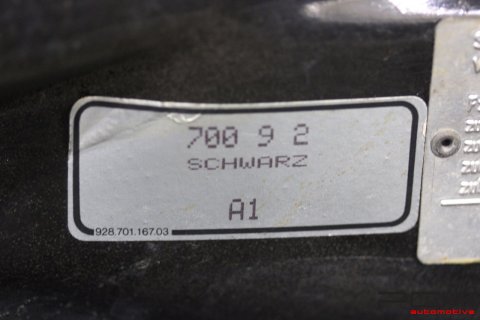 700 9 2
SCHWARZ
A1
928.701.167.03
automotive